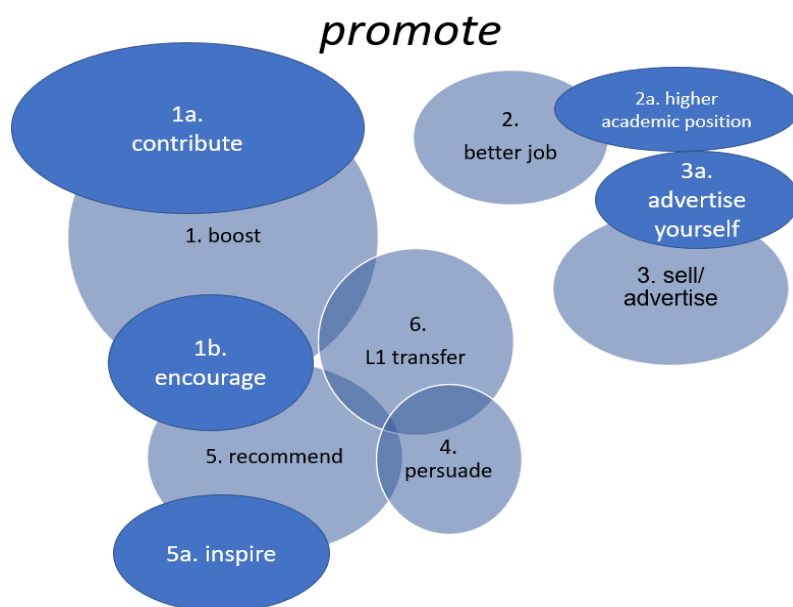 promote
1a.
contribute
1. boost
1b.
encourage
5. recommend
5a. inspire
6.
L1 transfer
4.
persuade
2.
better job
2a. higher
academic position
3a.
advertise
yourself
3. sell/
advertise